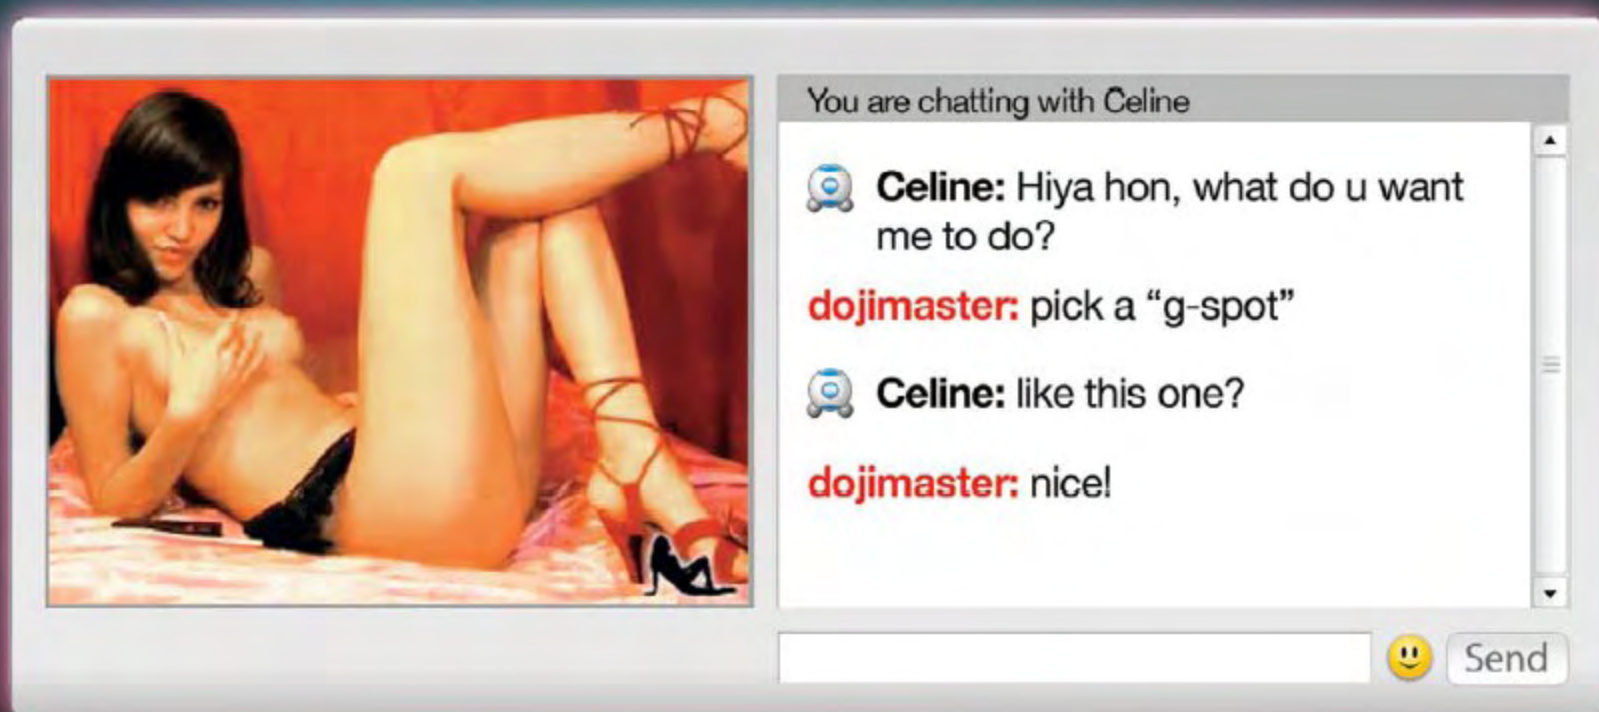 You are chatting with Celine
Celine: Hiya hon, what do u want
me to do?
dojimaster: pick a “g-spot”
Celine: like this one?
dojimaster: nice!
Send